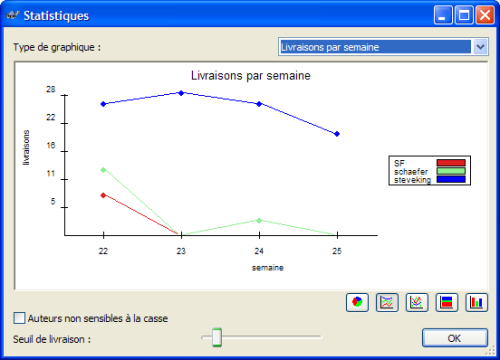 Statistiques
Type de graphique :
Livraisons par semaine
Livraisons par semaine
28
22
16
11
5
livraisons
22
23
24
25
semaine
SF
schaefer
steveking
Auteurs non sensibles à la casse
Seuil de livraison :
OK